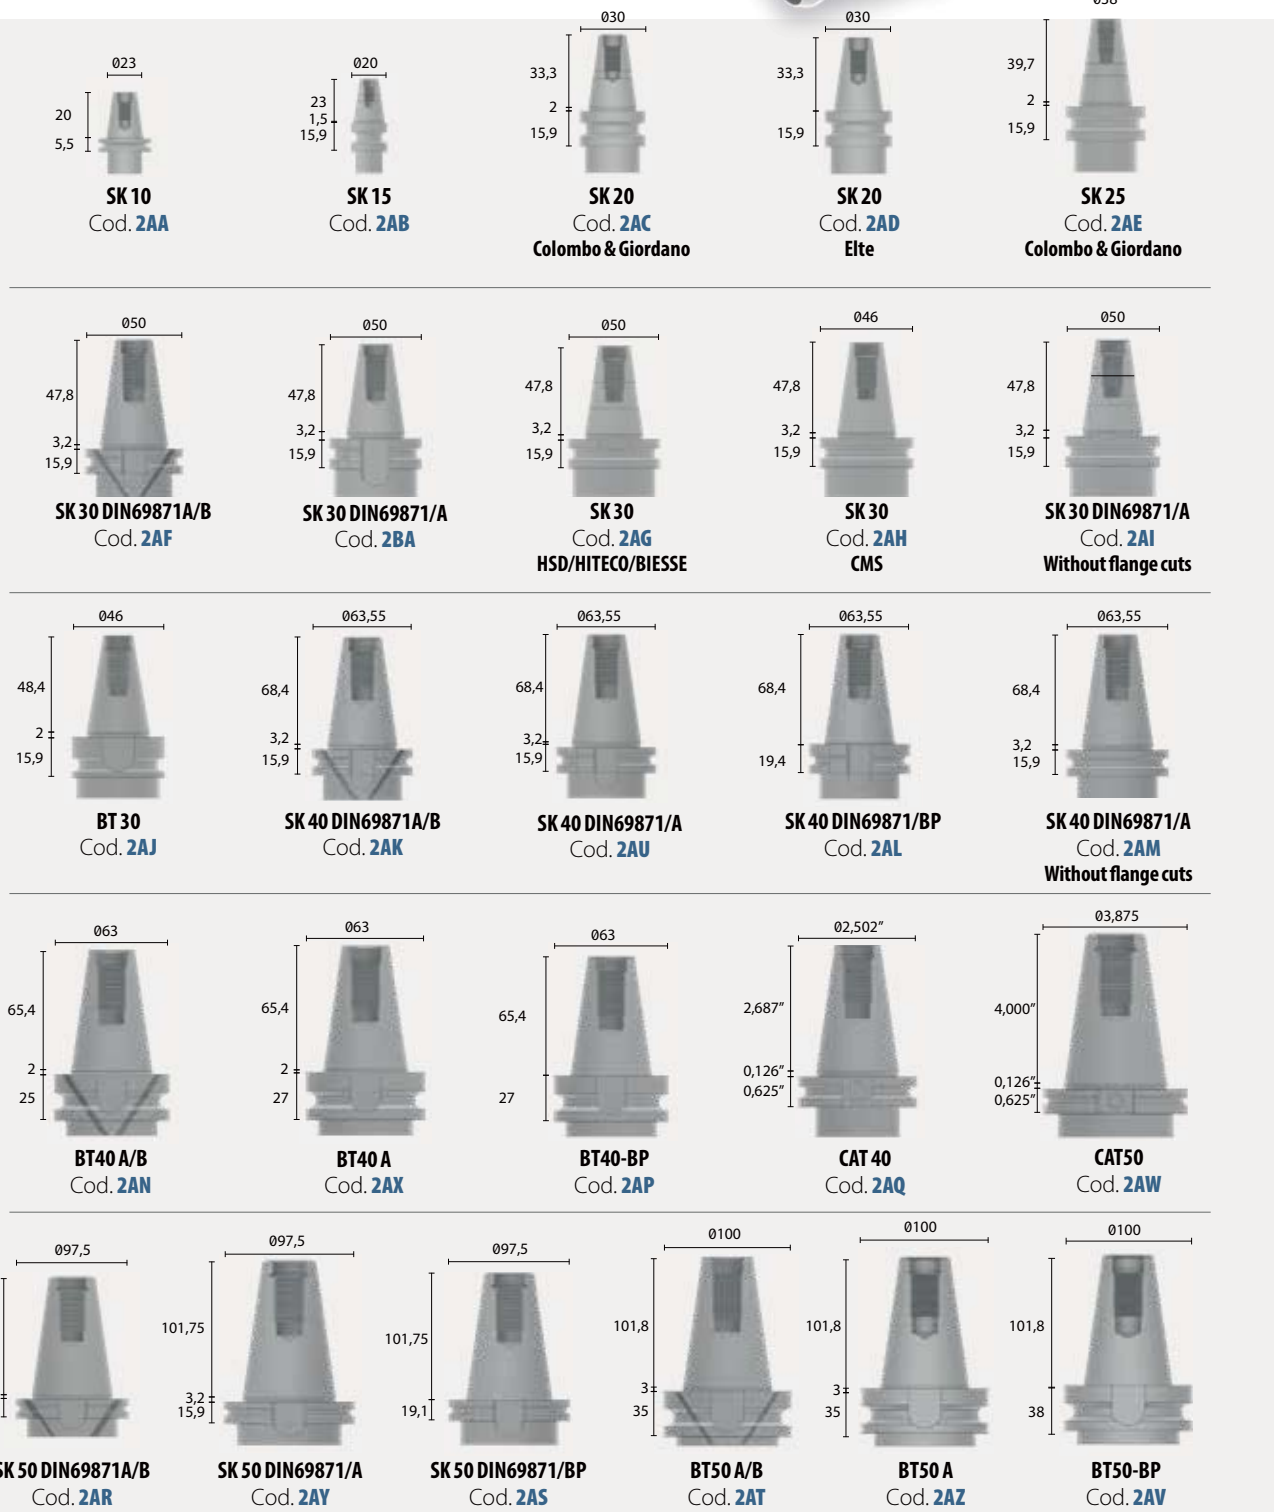 Ø30
Ø30
Ø38
Ø23
Ø20
20
5,5
23
1,5
15,9
33,3
2
15,9
33,3
15,9
39,7
2
15,9
SK 10
Cod. 2AA
SK 15
Cod. 2AB
SK 20
Cod. 2AC
Colombo & Giordano
SK 20
Cod. 2AD
Elte
SK 25
Cod. 2AE
Colombo & Giordano
Ø50
Ø50
Ø50
Ø46
Ø50
47,8
3,2
15,9
47,8
3,2
15,9
47,8
3,2
15,9
47,8
3,2
15,9
47,8
3,2
15,9
SK 30 DIN69871A/B
Cod. 2AF
SK 30 DIN69871/A
Cod. 2BA
SK 30
Cod. 2AG
HSD/HITECO/BIESSE
SK 30
Cod. 2AH
CMS
SK 30 DIN69871/A
Cod. 2AI
Without flange cuts
Ø46
Ø63,55
Ø63,55
Ø63,55
Ø63,55
48,4
2
15,9
68,4
3,2
15,9
68,4
3,2
15,9
68,4
19,4
68,4
3,2
15,9
BT 30
Cod. 2AJ
SK 40 DIN69871A/B
Cod. 2AK
SK 40 DIN69871/A
Cod. 2AU
SK 40 DIN69871/BP
Cod. 2AL
SK 40 DIN69871/A
Cod. 2AM
Without flange cuts
Ø63
Ø63
Ø63
Ø2,502”
Ø3,875
65,4
2
25
65,4
2
27
65,4
27
2,687”
0,126”
0,625”
4,000”
0,126”
0,625”
BT40 A/B
Cod. 2AN
BT40 A
Cod. 2AX
BT40-BP
Cod. 2AP
CAT 40
Cod. 2AQ
CAT50
Cod. 2AW
Ø97,5
Ø97,5
Ø97,5
Ø100
Ø100
Ø100
101,75
3,2
15,9
101,75
19,1
101,8
3
35
101,8
3
35
101,8
38
SK 50 DIN69871A/B
Cod. 2AR
SK 50 DIN69871/A
Cod. 2AY
SK 50 DIN69871/BP
Cod. 2AS
BT50 A/B
Cod. 2AT
BT50 A
Cod. 2AZ
BT50-BP
Cod. 2AV